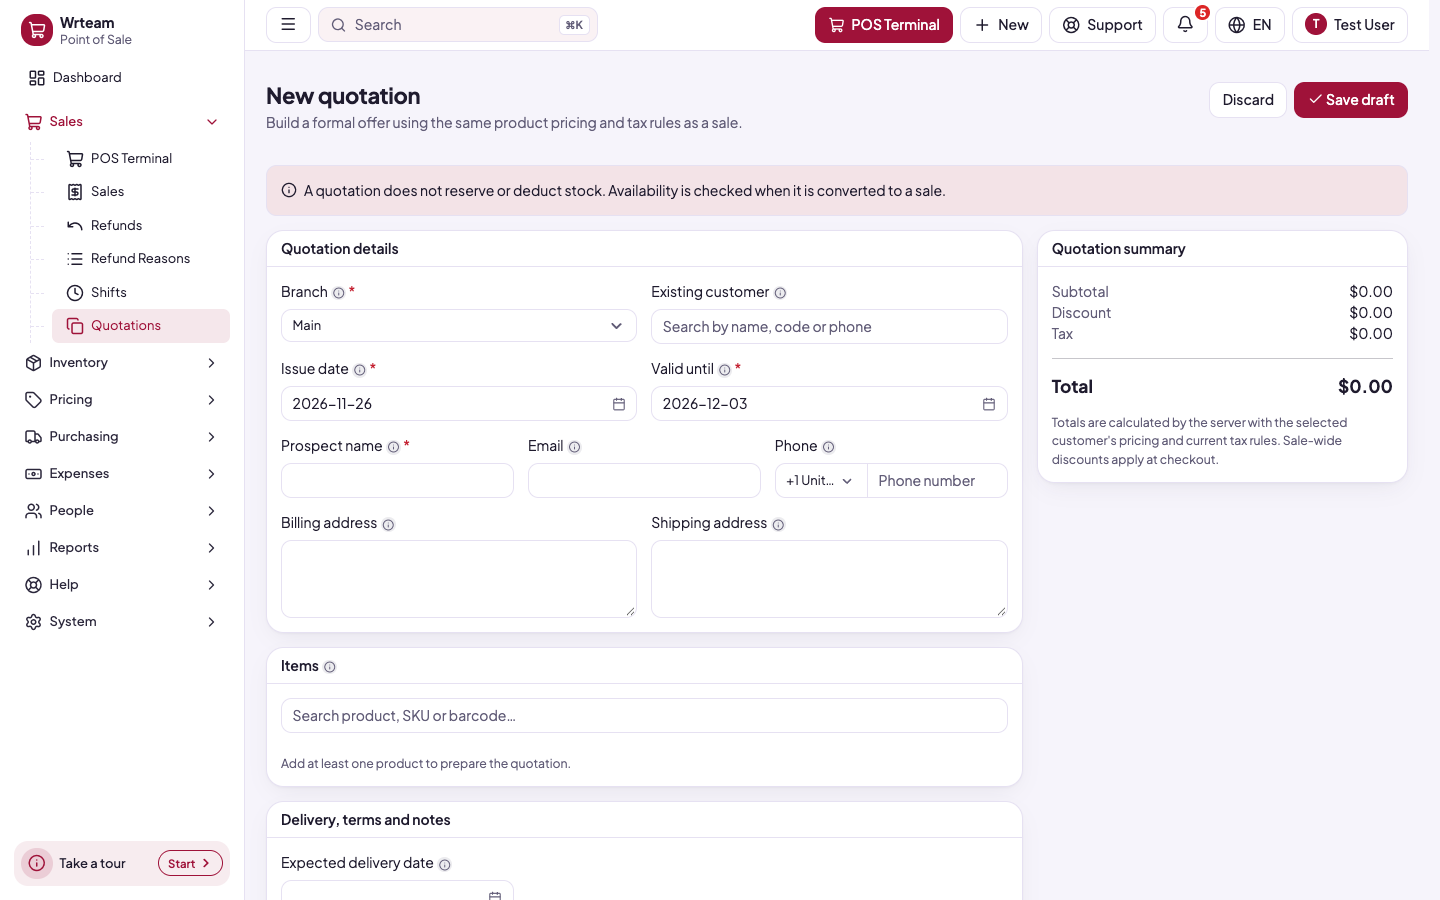 Wrteam
Point of Sale
Dashboard
Sales
POS Terminal
Sales
Refunds
Refund Reasons
Shifts
Quotations
Inventory
Pricing
Purchasing
Expenses
People
Reports
Help
System
Take a tour
Start
Search
⌘K
POS Terminal
New
Support
5
EN
T
Test User
New quotation
Build a formal offer using the same product pricing and tax rules as a sale.
Discard
Save draft
A quotation does not reserve or deduct stock. Availability is checked when it is converted to a sale.
Quotation details
Branch *
Main
Existing customer
Search by name, code or phone
Issue date *
2026-11-26
Valid until *
2026-12-03
Prospect name *
Email
Phone
+1 Unit...
Phone number
Billing address
Shipping address
Items
Search product, SKU or barcode...
Add at least one product to prepare the quotation.
Delivery, terms and notes
Expected delivery date
Quotation summary
Subtotal $0.00
Discount $0.00
Tax $0.00
Total $0.00
Totals are calculated by the server with the selected
customer's pricing and current tax rules. Sale-wide
discounts apply at checkout.